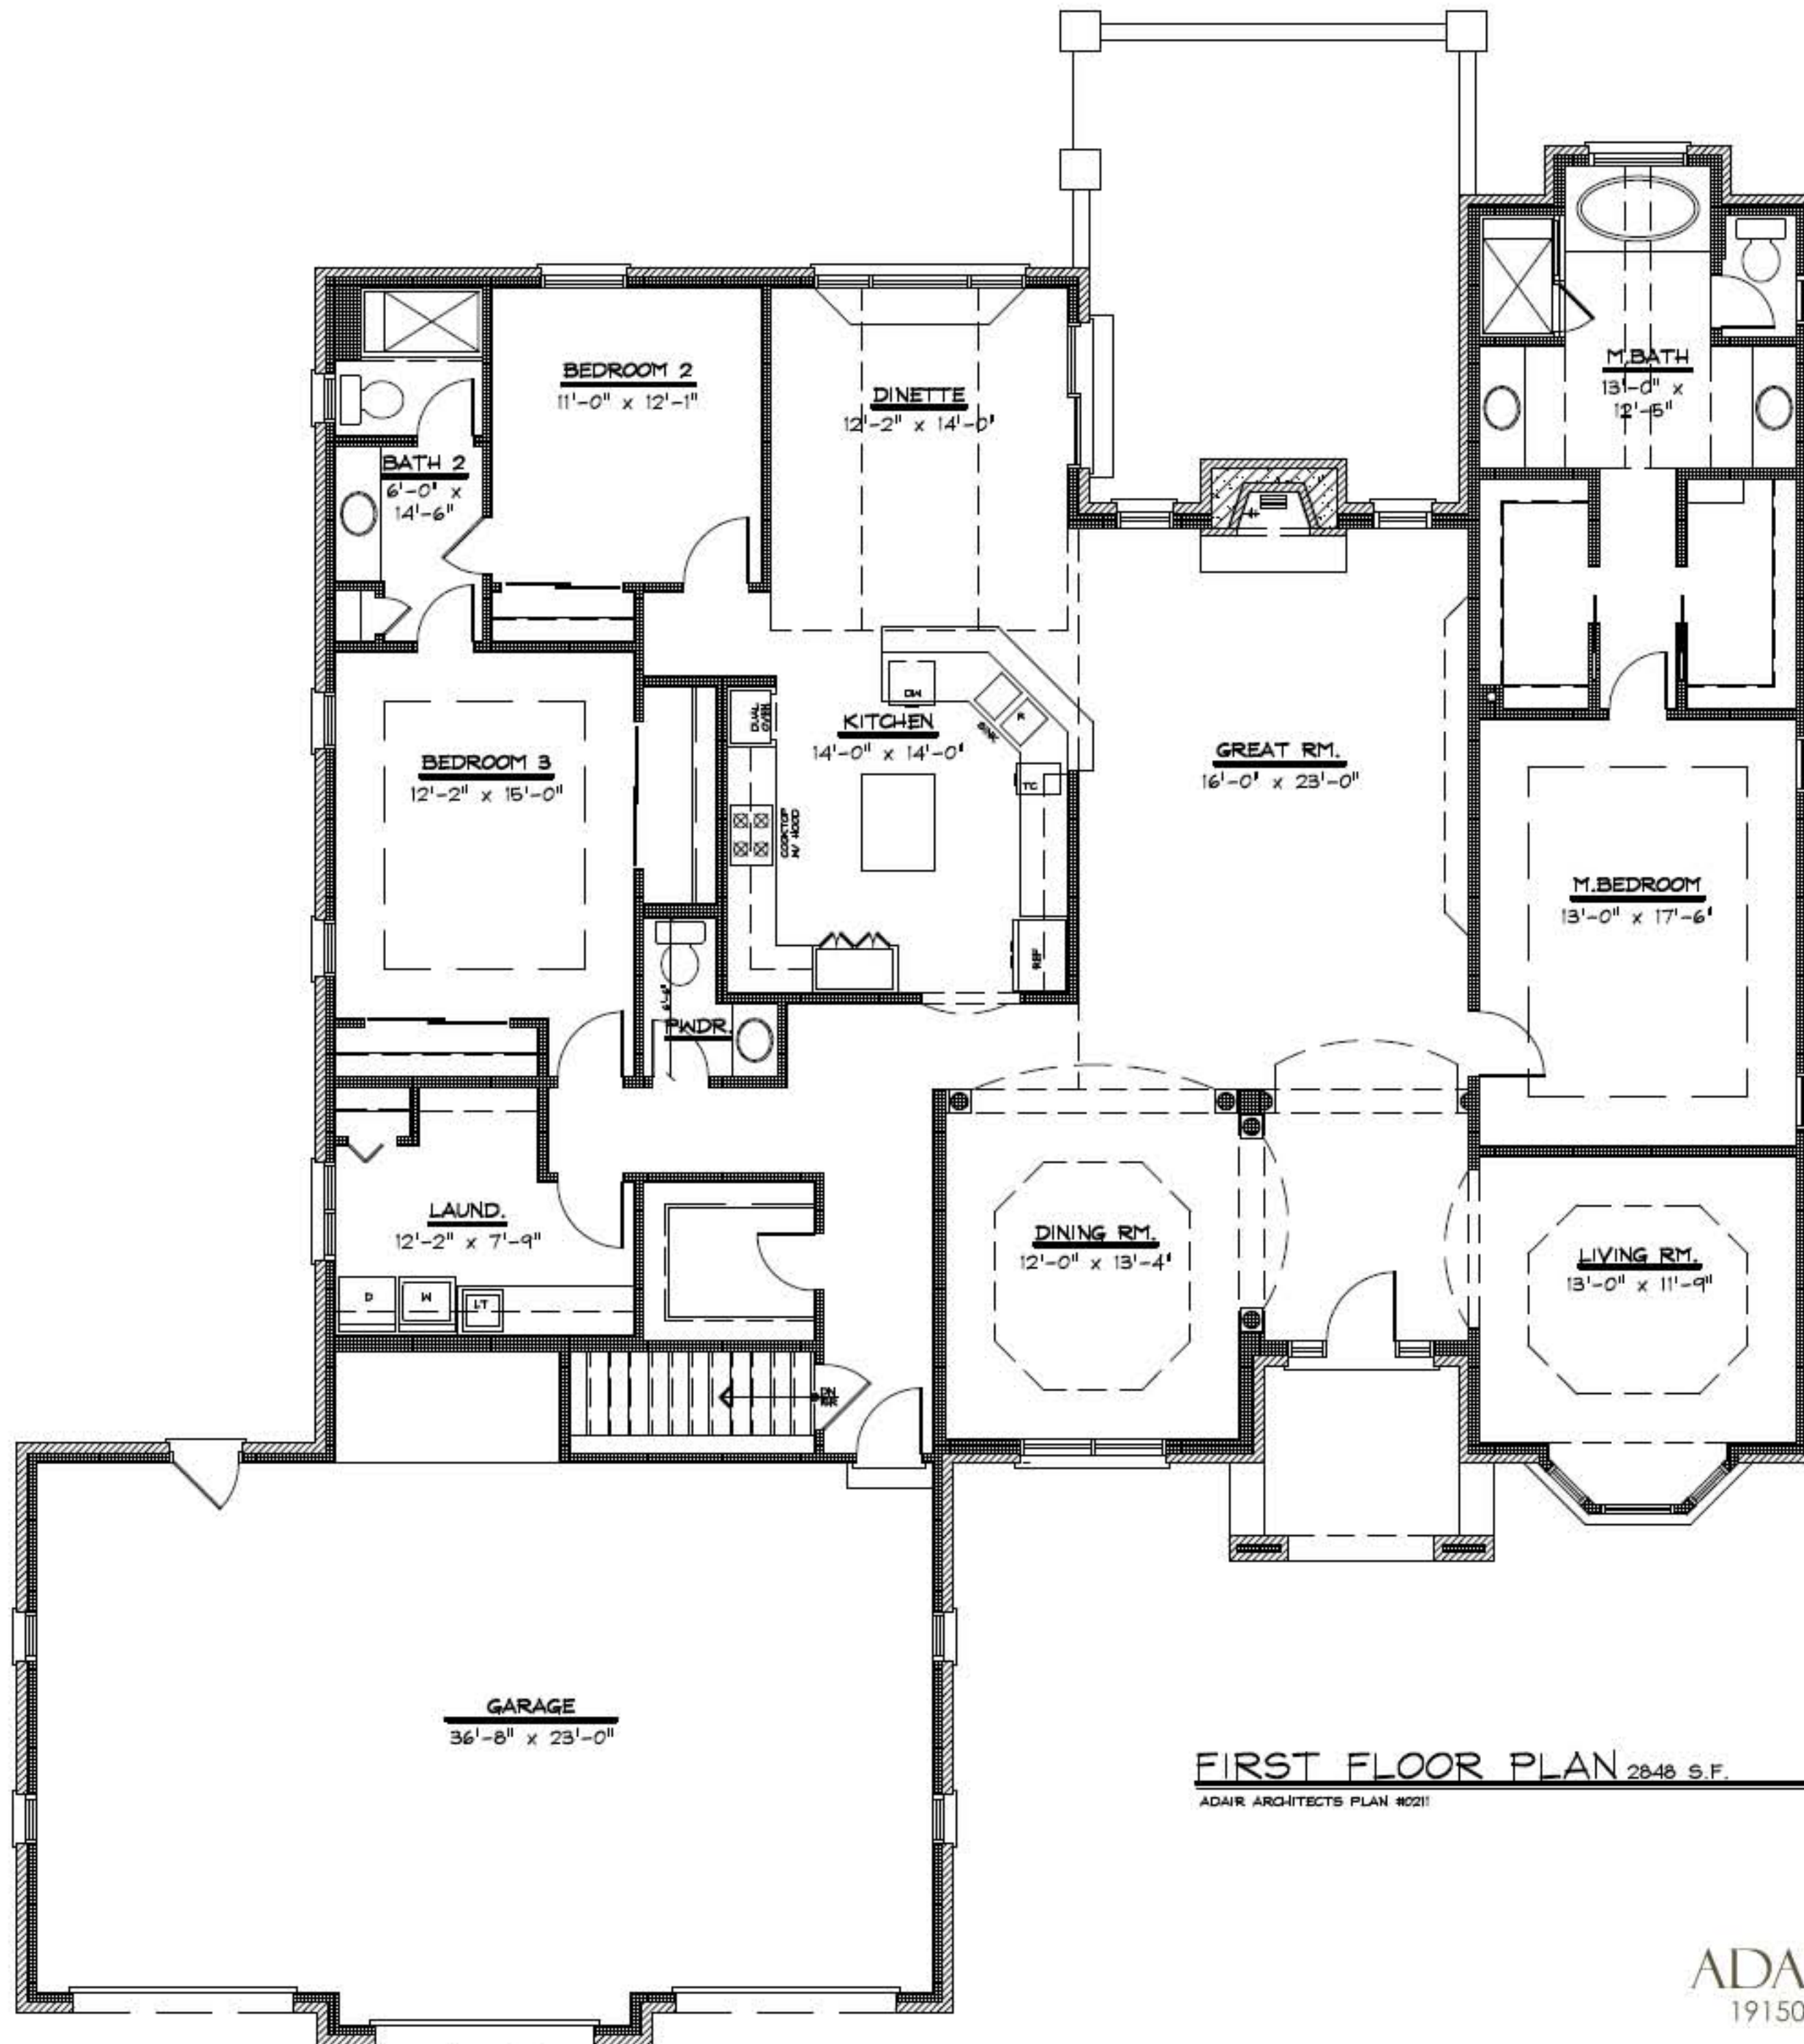 M.BATH
13'-0" x
12'-5"
BEDROOM 2
11'-0" x 12'-1"
DINETTE
12'-2" x 14'-0"
BATH 2
6'-0" x
14'-6"
DW
SINK
R
DUAL
OVEN
KITCHEN
14'-0" x 14'-0"
TC
COOKTOP
W/ HOOD
REF
GREAT RM.
16'-0" x 23'-0"
BEDROOM 3
12'-2" x 15'-0"
M.BEDROOM
13'-0" x 17'-6"
6'-6"
PWDR.
LAUND.
12'-2" x 7'-9"
D
W
LT
DINING RM.
12'-0" x 13'-4"
LIVING RM.
13'-0" x 11'-9"
DN
GARAGE
36'-8" x 23'-0"
FIRST FLOOR PLAN 2848 S.F.
ADAIR ARCHITECTS PLAN #0211
ADA
19150